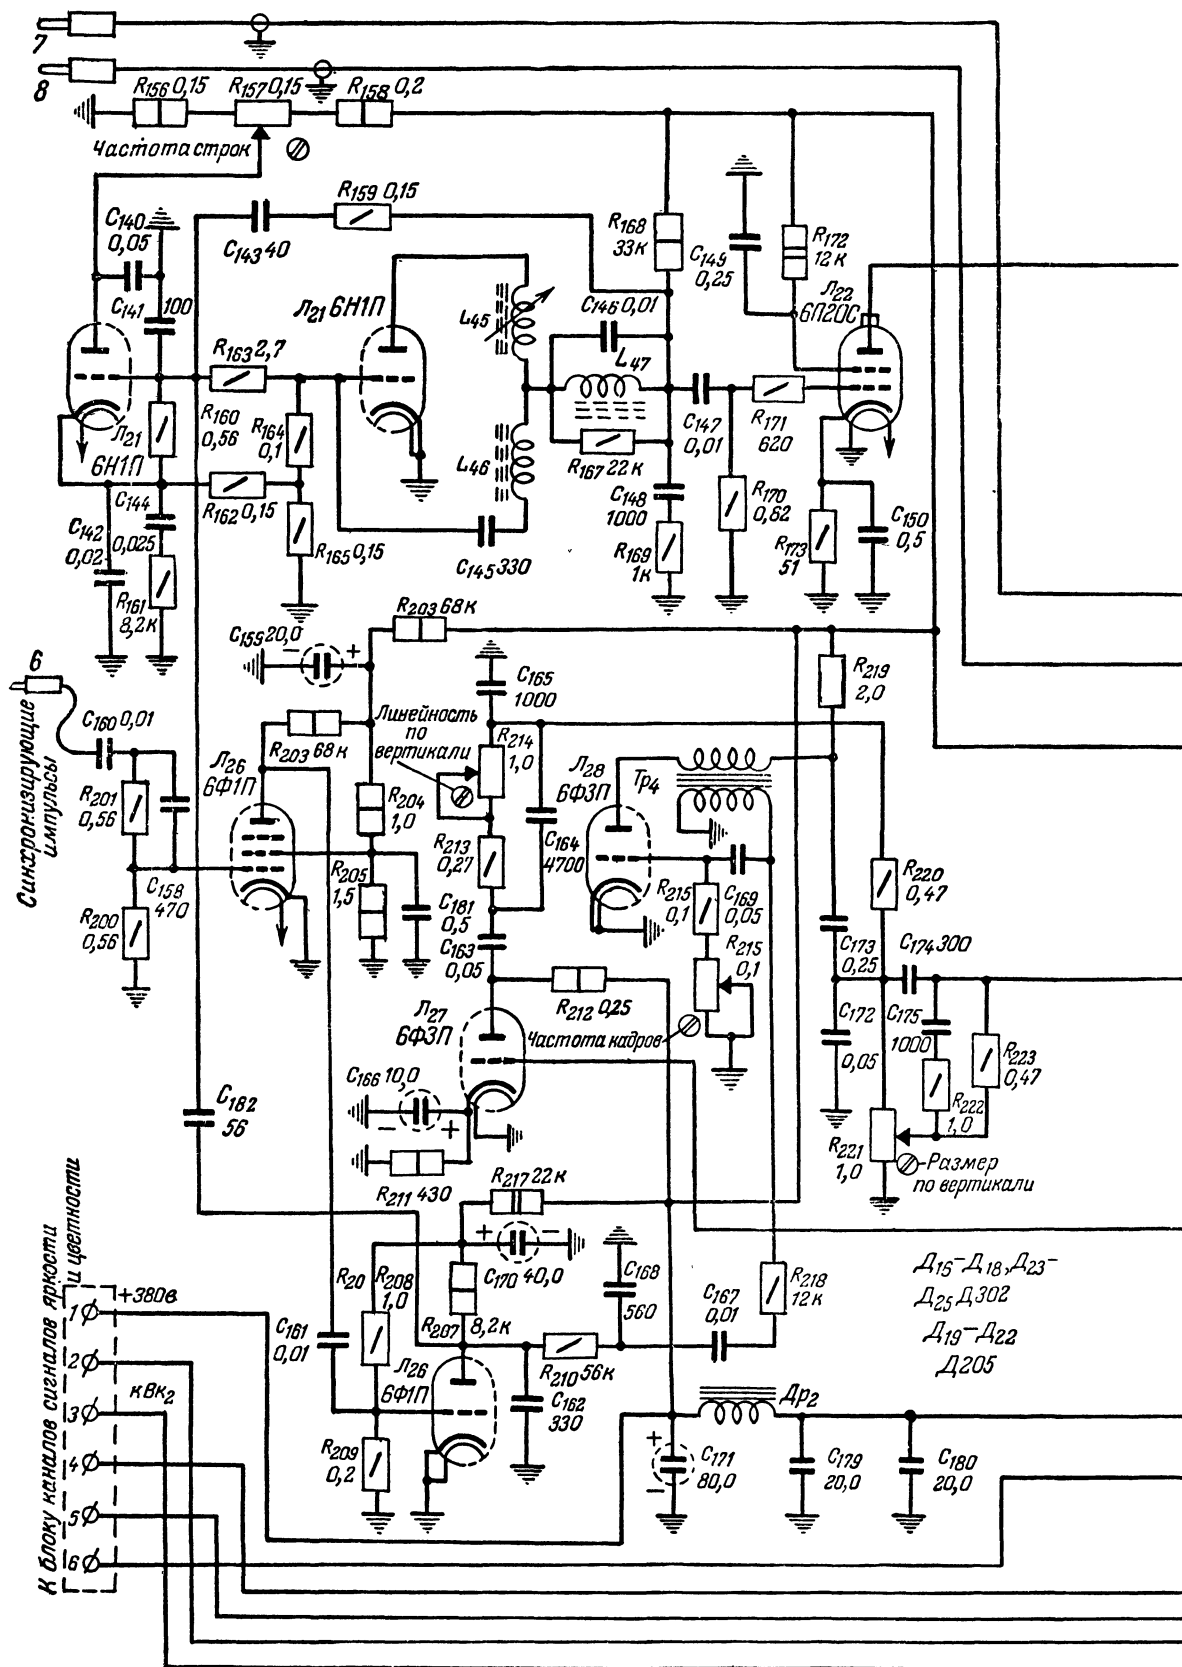 7
8
R156 0,15
R157 0,15
R158 0,2
Частота строк
R159 0,15
C140
0,05
C143 40
C141 100
R168
33к
C149
0,25
R172
12к
Л22
6П20С
Л21 6Н1П
L45
C146 0,01
L47
R163 2,7
R160
0,56
R164
0,1
Л21
6Н1П
L46
R167 22к
C147
0,01
R171
620
R162 0,15
C144
0,025
C142
0,02
R161
8,2к
R165 0,15
C145 330
C148
1000
R169
1к
R170
0,82
R173
51
C150
0,5
R203 68к
C159 20,0
6
Синхронизирующие
импульсы
C160 0,01
R203 68к
C165
1000
Линейность
по
вертикали
R214
1,0
R219
2,0
Л26
6Ф1П
Л28
6Ф3П
Тр4
R201
0,56
R204
1,0
R213
0,27
C164
4700
R205
1,5
C158
470
R200
0,56
C181
0,5
C163
0,05
R215
0,1
C169
0,05
R215
0,1
R220
0,47
C173
0,25
C174 300
R212 0,25
Л27
6Ф3П
Частота кадров
C172
0,05
C175
1000
R223
0,47
C166 10,0
R222
1,0
R221
1,0
C182
56
R211 430
Размер
по вертикали
R217 22к
C170 40,0
R20
R208
1,0
C168
560
C167
0,01
R218
12к
Д16-Д18, Д23-
Д25 Д302
Д19-Д22
Д205
R207 8,2к
C161
0,01
Л26
6Ф1П
R210 56к
C162
330
Др2
R209
0,2
C171
80,0
C179
20,0
C180
20,0
К блоку каналов сигналов яркости
и цветности
1 +380в
2
кВк2
3
4
5
6